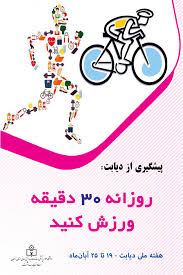 پیشگیری از دیابت:
روزانه ۳۰ دقیقه
ورزش کنید
هفته ملی دیابت - ۱۹ تا ۲۵ آبان‌ماه